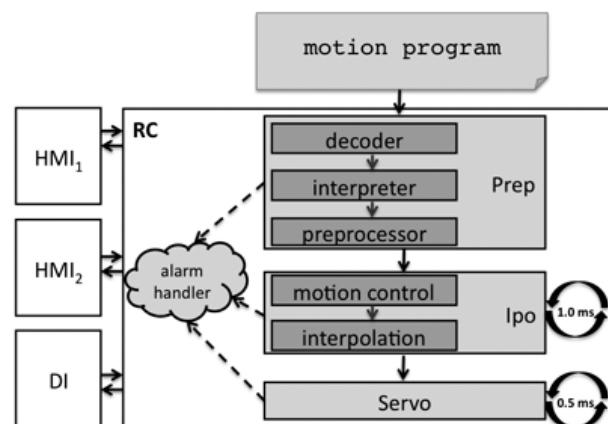 motion program
RC
HMI1
decoder
interpreter
Prep
preprocessor
HMI2
alarm
handler
motion control
Ipo
1.0 ms
interpolation
DI
Servo
0.5 ms